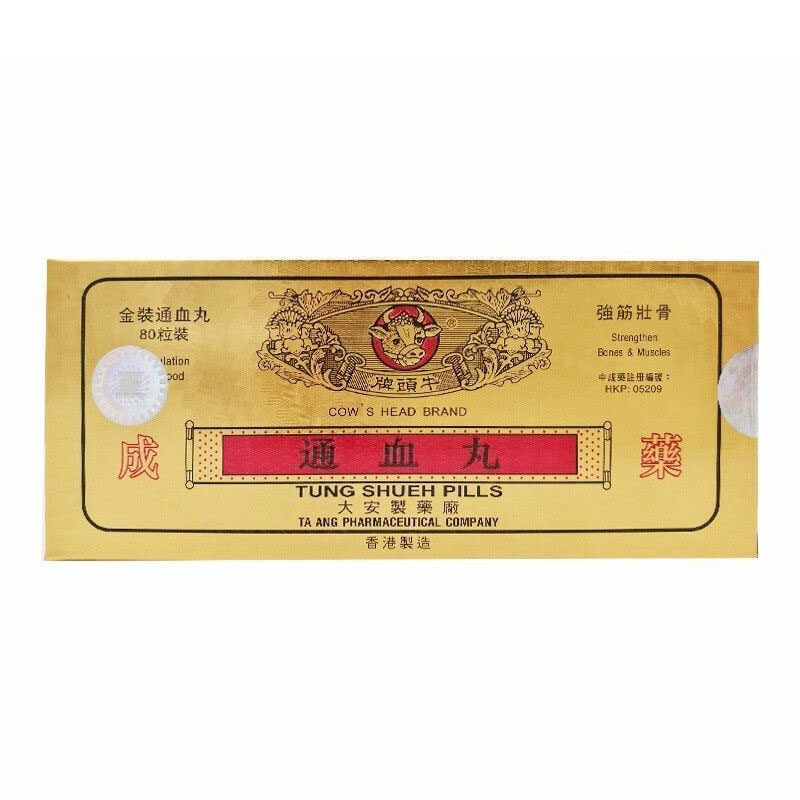 金裝通血丸
80粒裝
強筋壯骨
Strengthen
Bones & Muscles
中成藥註册編號：
HKP: 05209
®
牌頭牛
COW'S HEAD BRAND
成
藥
通血丸
TUNG SHUEH PILLS
大安製藥廠
TA ANG PHARMACEUTICAL COMPANY
香港製造